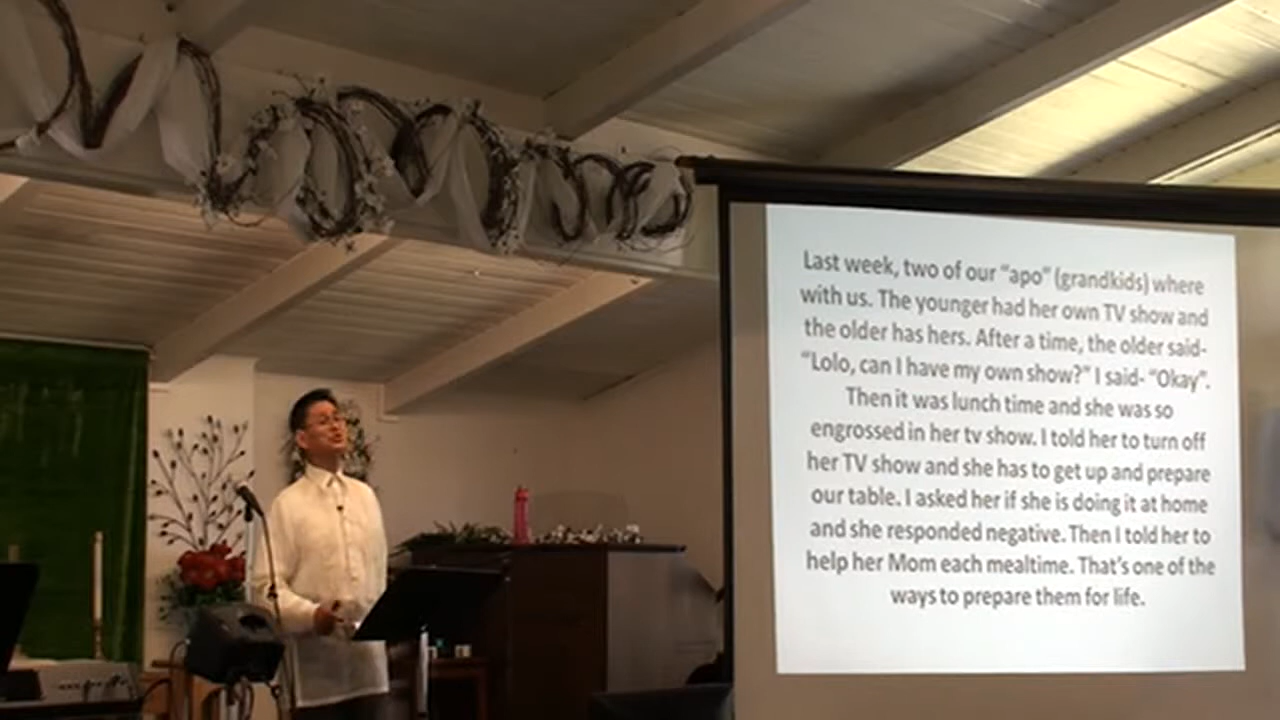 Last week, two of our “apo” (grandkids) where
with us. The younger had her own TV show and
the older has hers. After a time, the older said-
“Lolo, can I have my own show?” I said- “Okay”.
Then it was lunch time and she was so
engrossed in her tv show. I told her to turn off
her TV show and she has to get up and prepare
our table. I asked her if she is doing it at home
and she responded negative. Then I told her to
help her Mom each mealtime. That’s one of the
ways to prepare them for life.